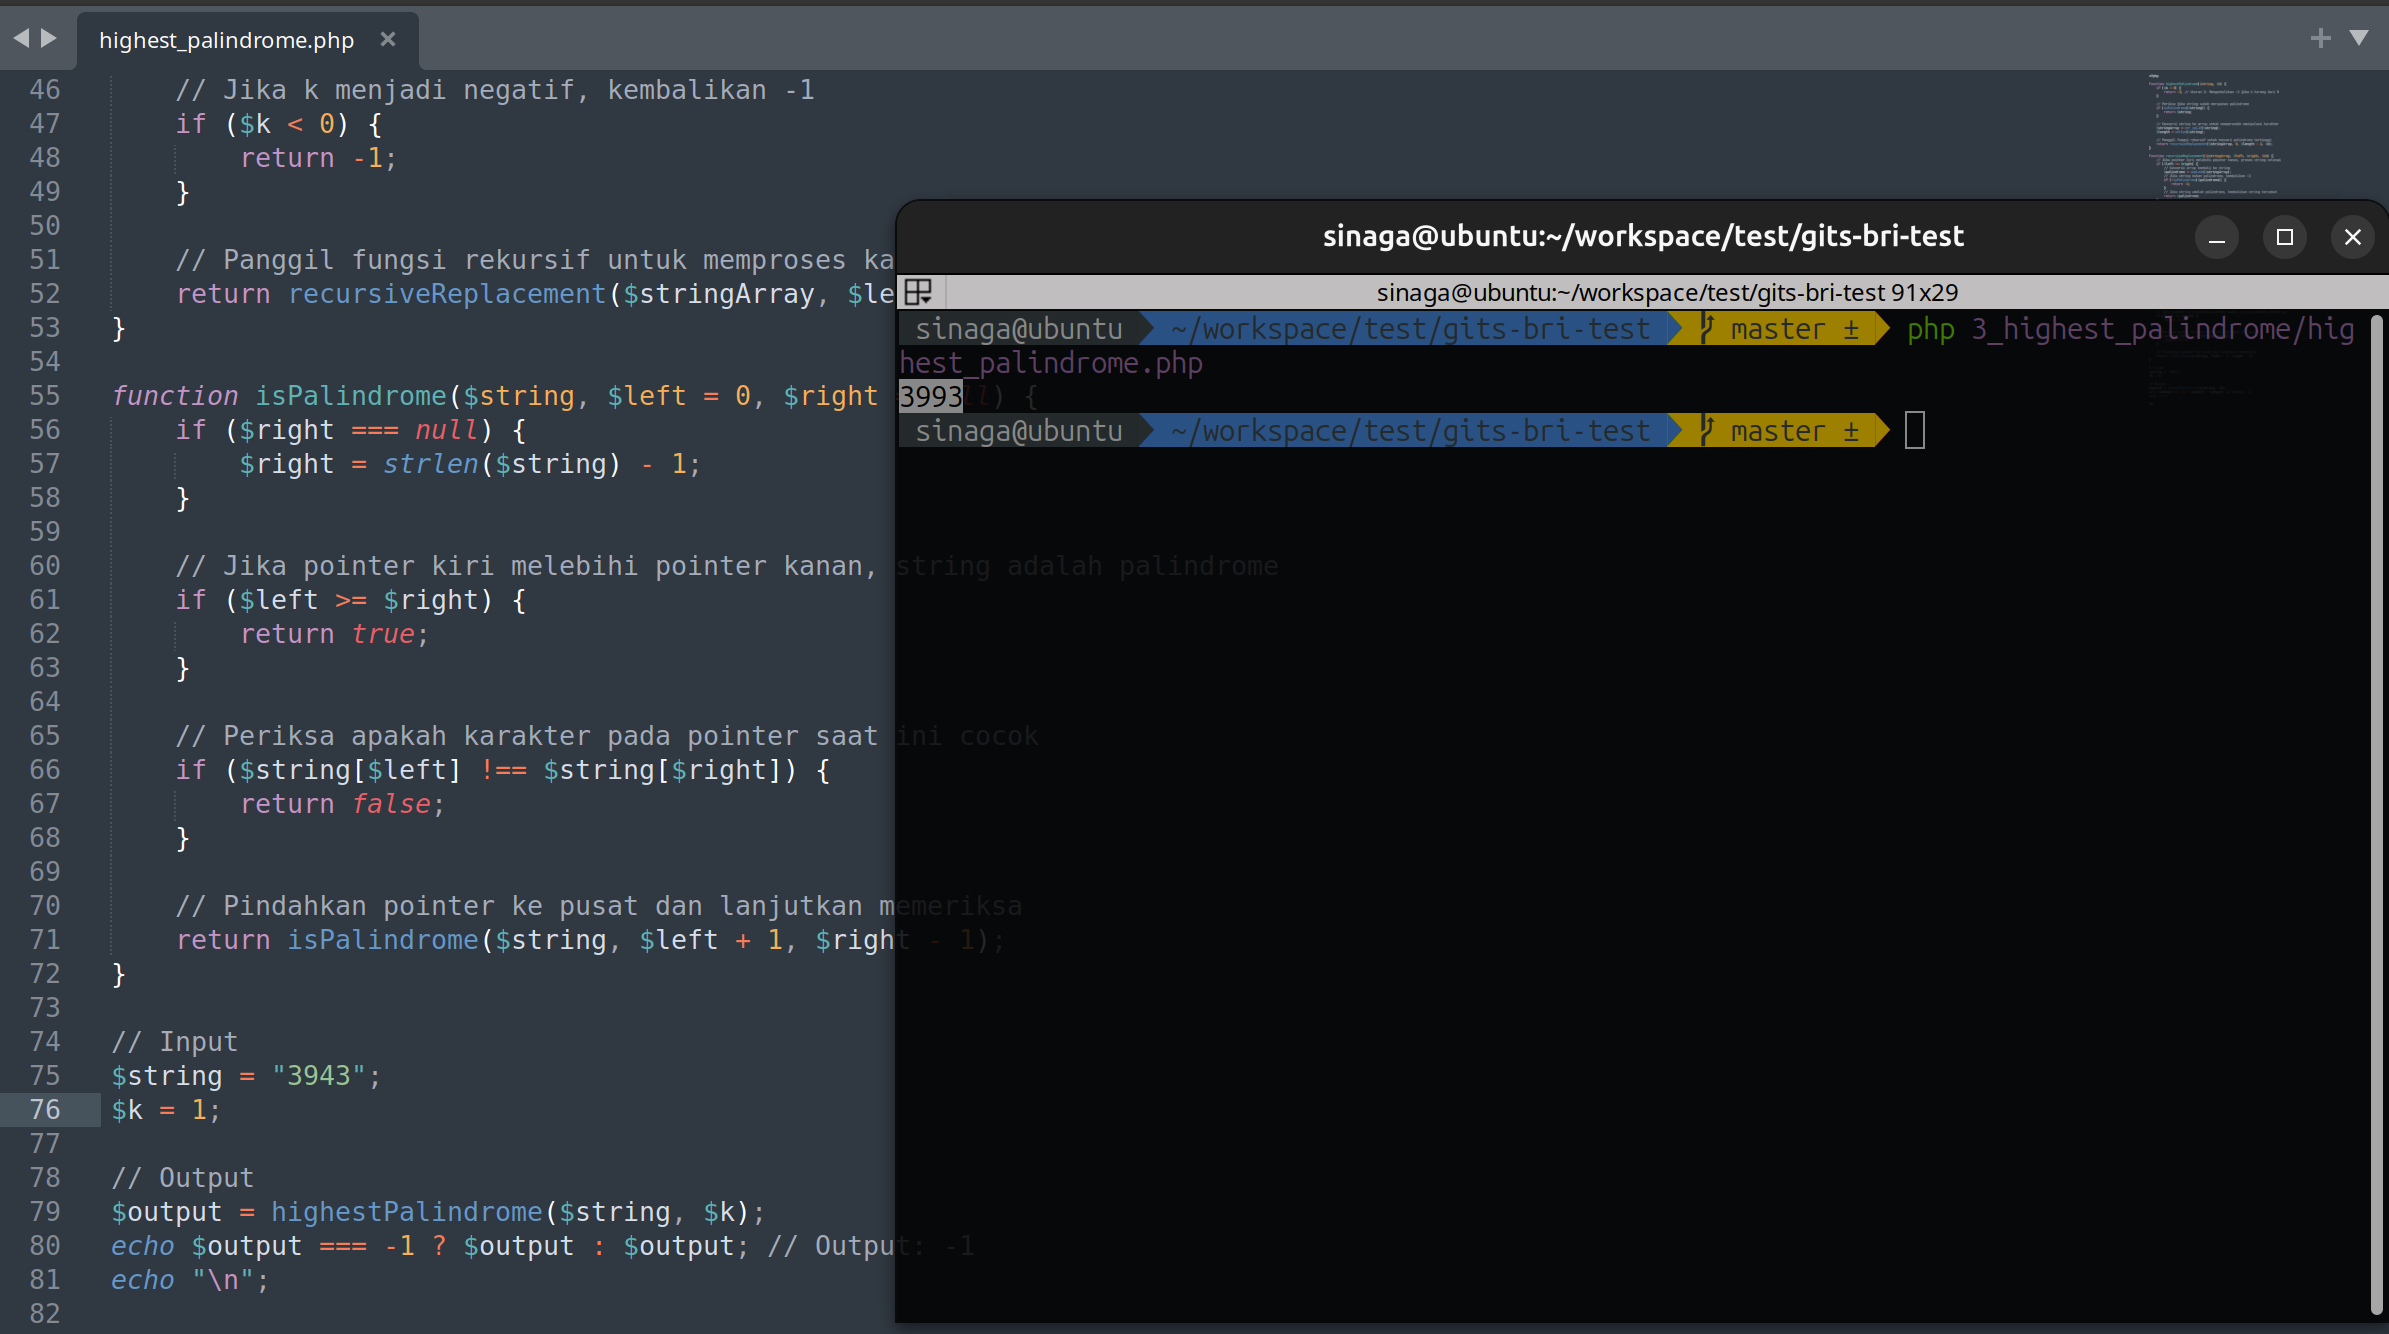 highest_palindrome.php ×
46 // Jika k menjadi negatif, kembalikan -1
47 if ($k < 0) {
48 return -1;
49 }
50
51 // Panggil fungsi rekursif untuk memproses ka
52 return recursiveReplacement($stringArray, $le
53 }
54
55 function isPalindrome($string, $left = 0, $right
56 if ($right === null) {
57 $right = strlen($string) - 1;
58 }
59
60 // Jika pointer kiri melebihi pointer kanan, string adalah palindrome
61 if ($left >= $right) {
62 return true;
63 }
64
65 // Periksa apakah karakter pada pointer saat ini cocok
66 if ($string[$left] !== $string[$right]) {
67 return false;
68 }
69
70 // Pindahkan pointer ke pusat dan lanjutkan memeriksa
71 return isPalindrome($string, $left + 1, $right - 1);
72 }
73
74 // Input
75 $string = "3943";
76 $k = 1;
77
78 // Output
79 $output = highestPalindrome($string, $k);
80 echo $output === -1 ? $output : $output; // Output: -1
81 echo "\n";
82
sinaga@ubuntu:~/workspace/test/gits-bri-test
sinaga@ubuntu:~/workspace/test/gits-bri-test 91x29
sinaga@ubuntu ~/workspace/test/gits-bri-test master ± php 3_highest_palindrome/hig
hest_palindrome.php
3993
sinaga@ubuntu ~/workspace/test/gits-bri-test master ±